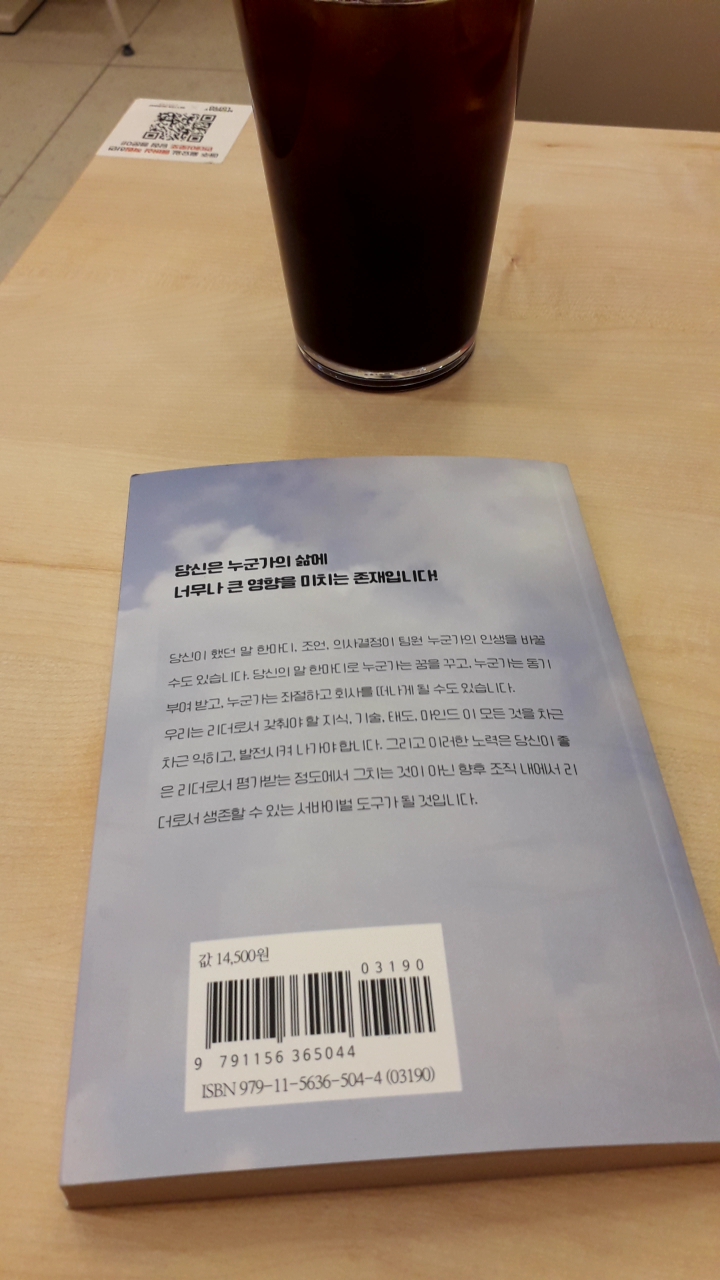 당신은 누군가의 삶에
너무나 큰 영향을 미치는 존재입니다!
당신이 했던 말 한마디, 조언, 의사결정이 팀원 누군가의 인생을 바꿀
수도 있습니다. 당신의 말 한마디로 누군가는 꿈을 꾸고, 누군가는 동기
부여 받고, 누군가는 좌절하고 회사를 떠나게 될 수도 있습니다.
우리는 리더로서 갖춰야 할 지식, 기술, 태도, 마인드 이 모든 것을 차근
차근 익히고, 발전시켜 나가야 합니다. 그리고 이러한 노력은 당신이 좋
은 리더로서 평가받는 정도에서 그치는 것이 아닌 향후 조직 내에서 리
더로서 생존할 수 있는 서바이벌 도구가 될 것입니다.
값 14,500원
03190
9 791156 365044
ISBN 979-11-5636-504-4 (03190)